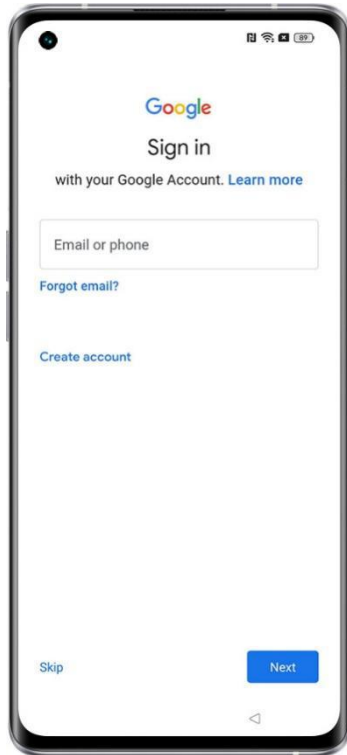 89
Google
Sign in
with your Google Account. Learn more
Email or phone
Forgot email?
Create account
Skip
Next